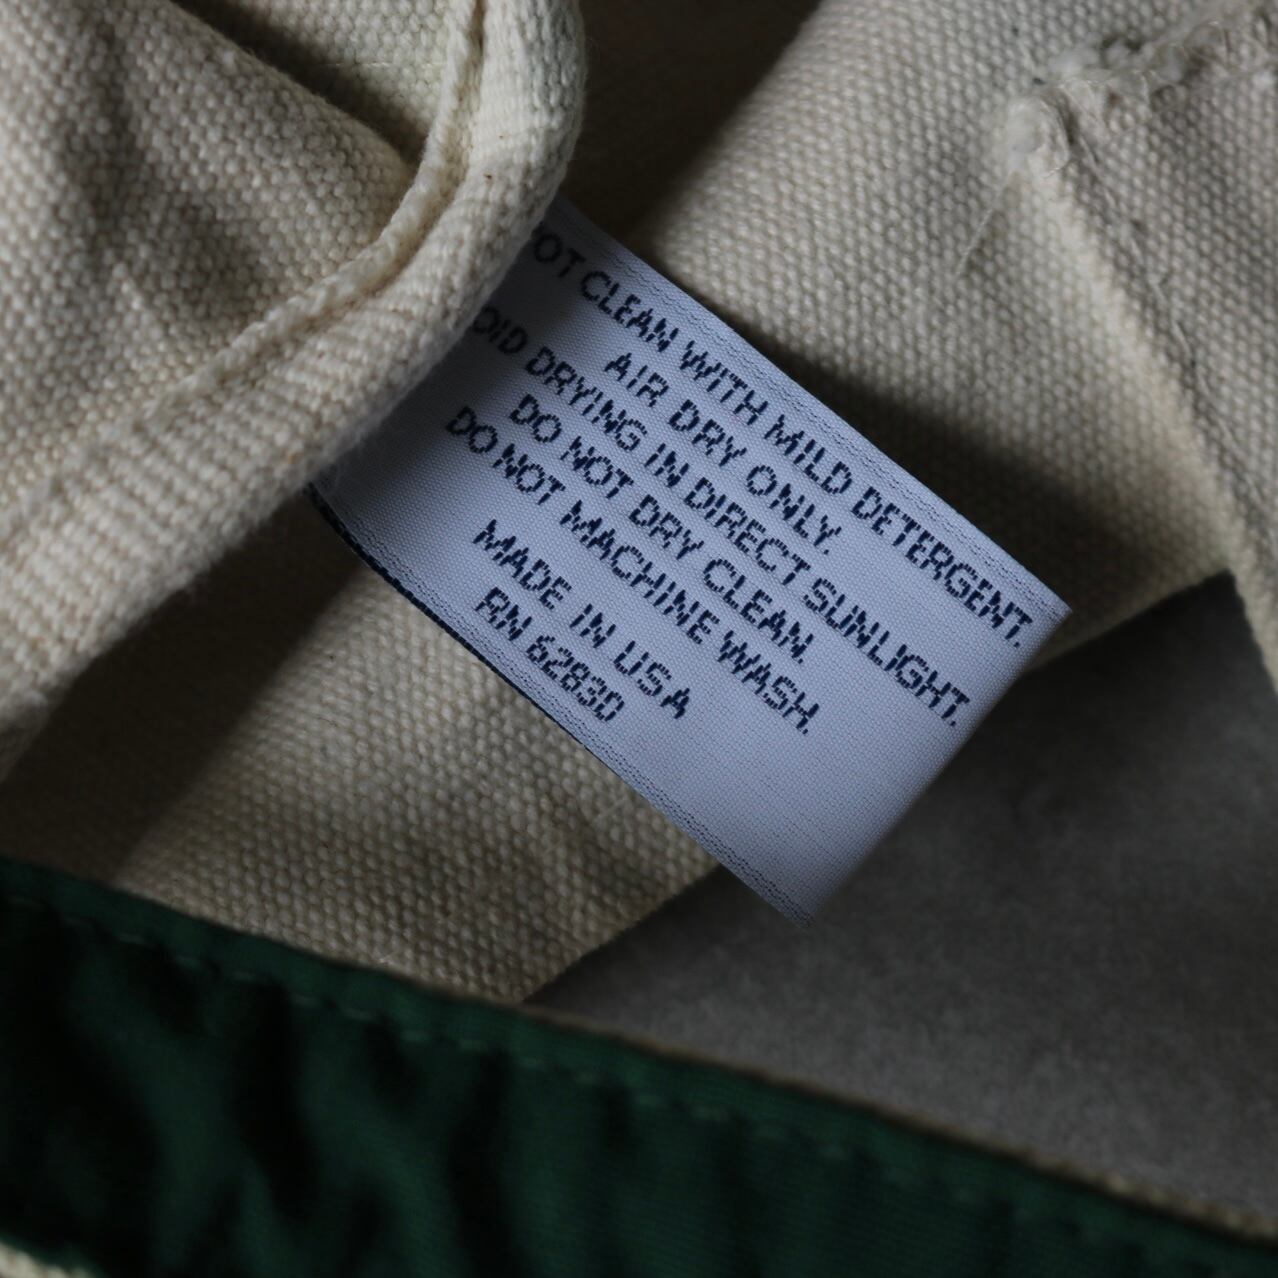 POT CLEAN WITH MILD DETERGENT.
AIR DRY ONLY.
OID DRYING IN DIRECT SUNLIGHT.
DO NOT DRY CLEAN.
DO NOT MACHINE WASH.
MADE IN USA
RN 62830